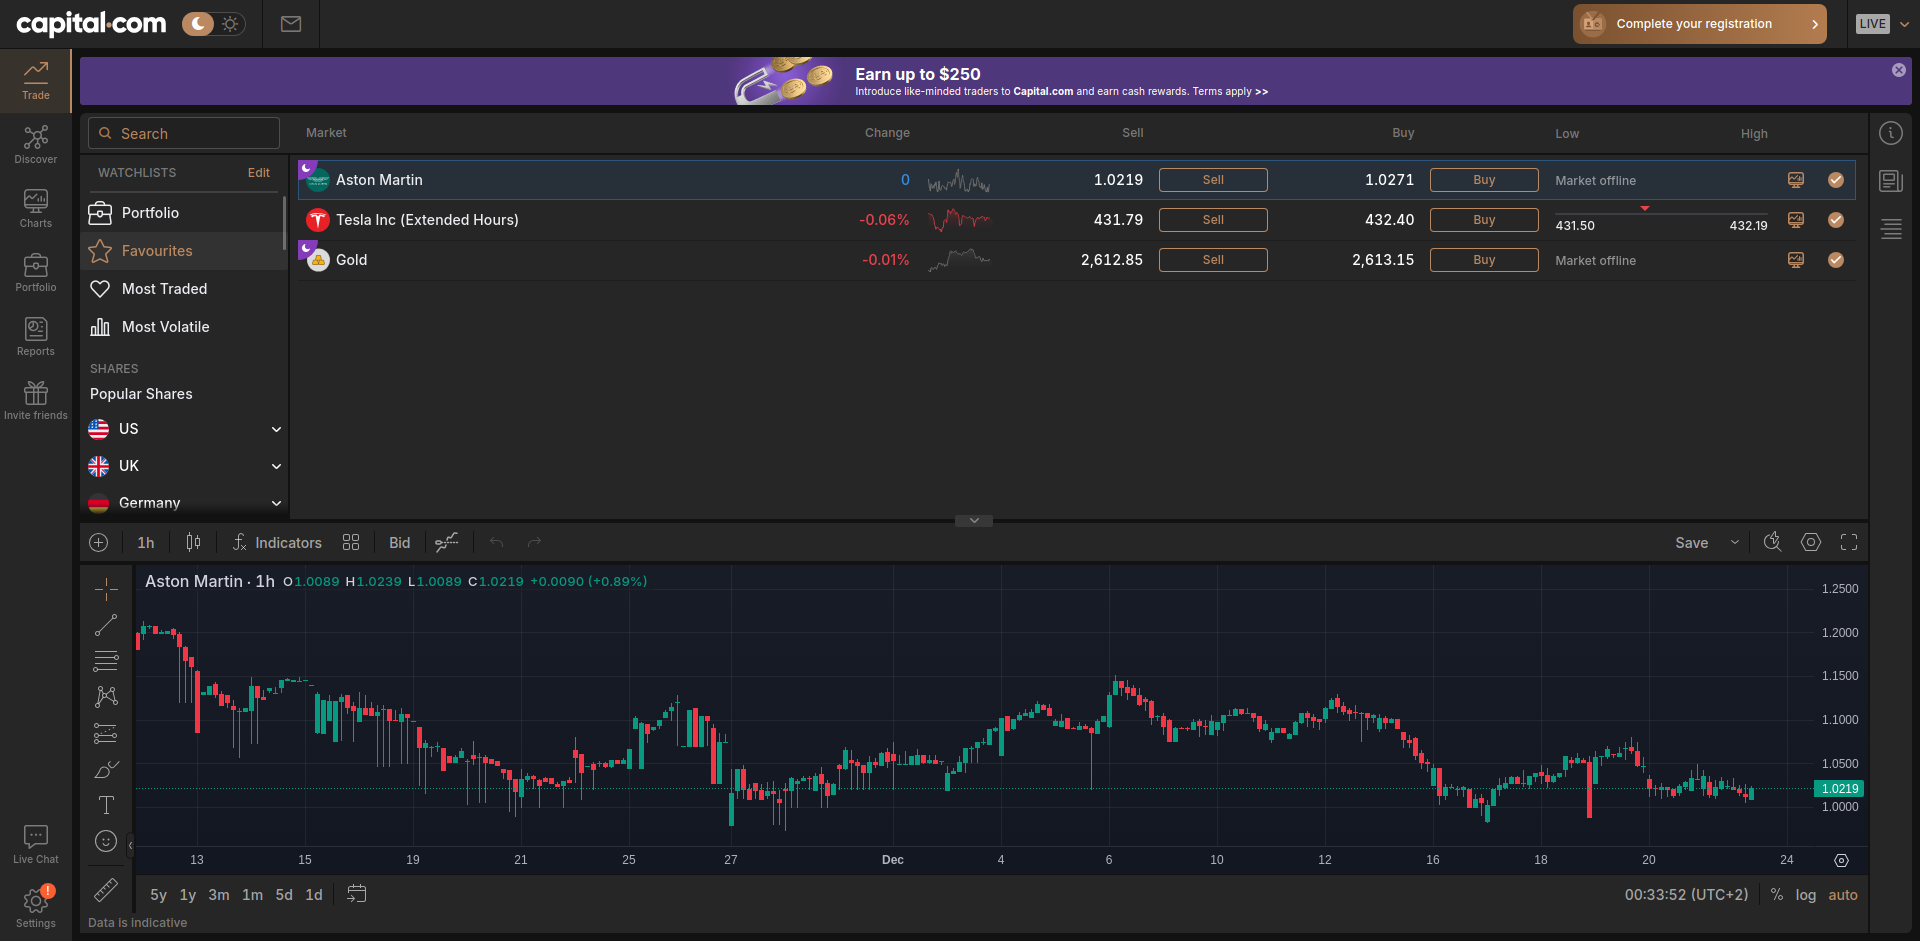 capital.com
Complete your registration
LIVE
Trade
Discover
Charts
Portfolio
Reports
Invite friends
Live Chat
Settings
Earn up to $250
Introduce like-minded traders to Capital.com and earn cash rewards. Terms apply >>
Search
Market Change Sell Buy Low High
WATCHLISTS Edit
Portfolio
Favourites
Most Traded
Most Volatile
SHARES
Popular Shares
US
UK
Germany
Aston Martin 0 1.0219 Sell 1.0271 Buy Market offline
Tesla Inc (Extended Hours) -0.06% 431.79 Sell 432.40 Buy 431.50 432.19
Gold -0.01% 2,612.85 Sell 2,613.15 Buy Market offline
1h Indicators Bid Save
Aston Martin · 1h O1.0089 H1.0239 L1.0089 C1.0219 +0.0090 (+0.89%)
1.2500
1.2000
1.1500
1.1000
1.0500
1.0219
1.0000
13 15 19 21 25 27 Dec 4 6 10 12 16 18 20 24
5y 1y 3m 1m 5d 1d 00:33:52 (UTC+2) % log auto
Data is indicative